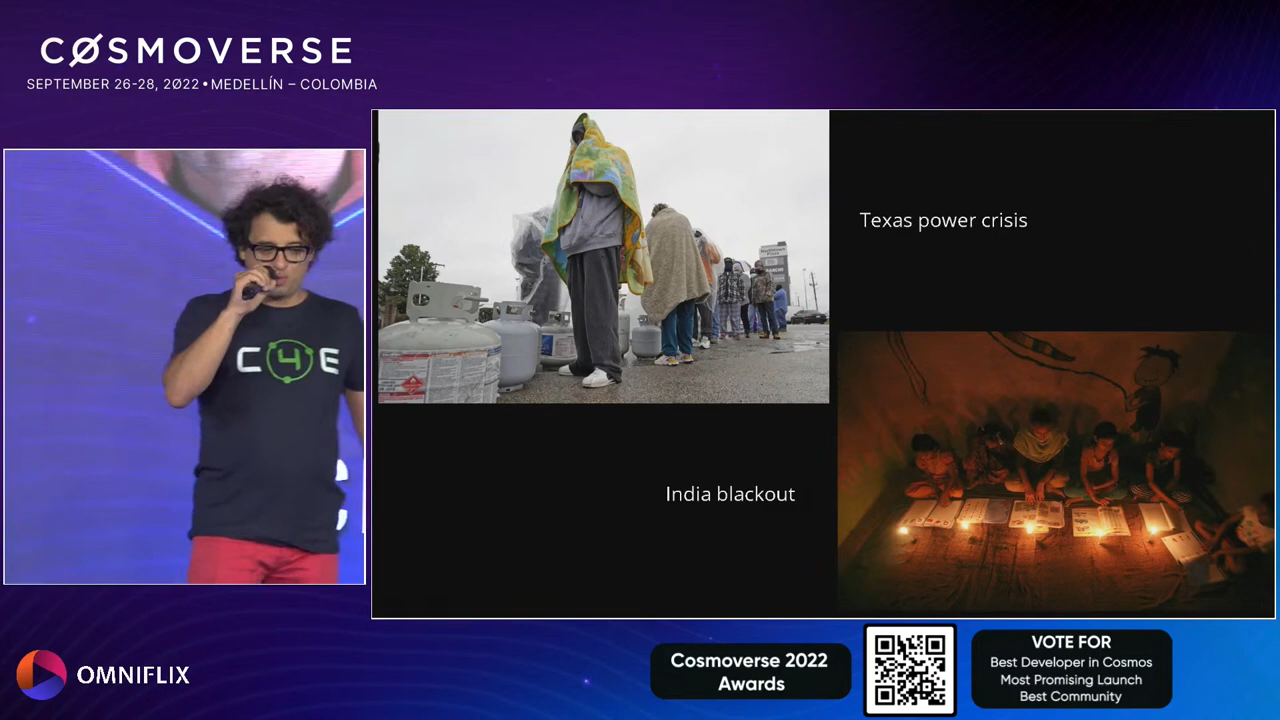 CØSMOVERSE
SEPTEMBER 26-28, 2Ø22 • MEDELLÍN – COLOMBIA
C4E
Texas power crisis
India blackout
OMNIFLIX
Cosmoverse 2022
Awards
VOTE FOR
Best Developer in Cosmos
Most Promising Launch
Best Community